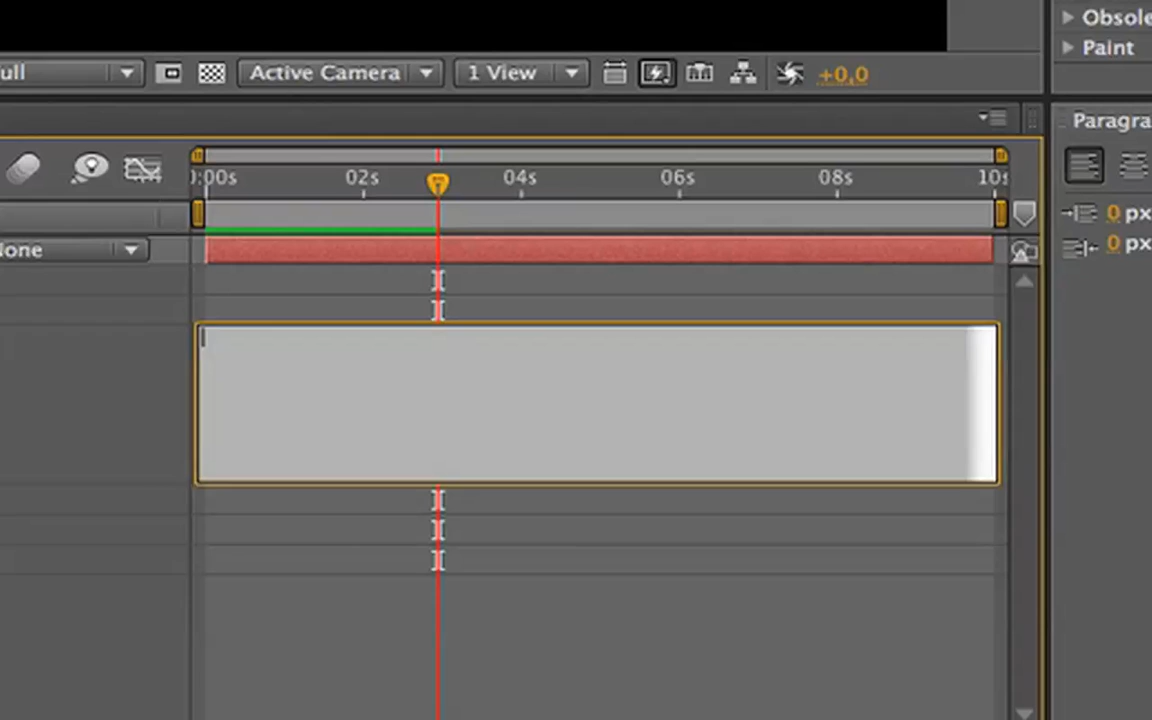 Obsole
Paint
ull
Active Camera
1 View
+0,0
Paragra
0:00s 02s 04s 06s 08s 10s
0 px
None
0 px